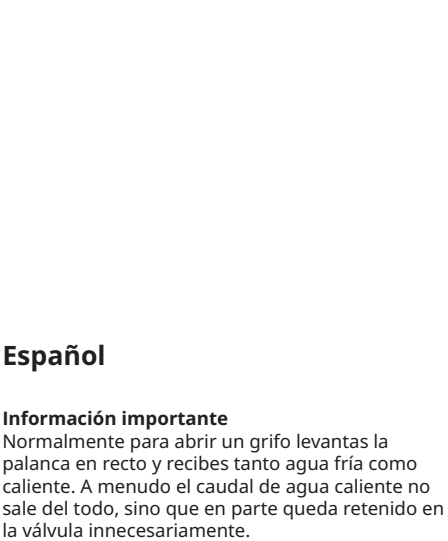 Español
Información importante
Normalmente para abrir un grifo levantas la
palanca en recto y recibes tanto agua fría como
caliente. A menudo el caudal de agua caliente no
sale del todo, sino que en parte queda retenido en
la válvula innecesariamente.